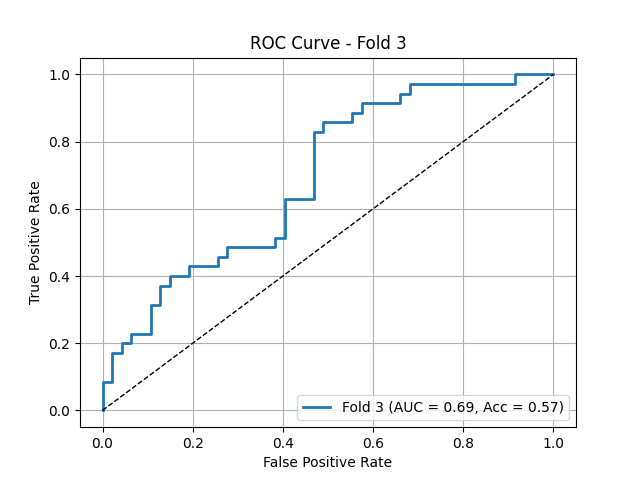 ROC Curve - Fold 3
True Positive Rate
1.0
0.8
0.6
0.4
0.2
0.0
Fold 3 (AUC = 0.69, Acc = 0.57)
0.0 0.2 0.4 0.6 0.8 1.0
False Positive Rate